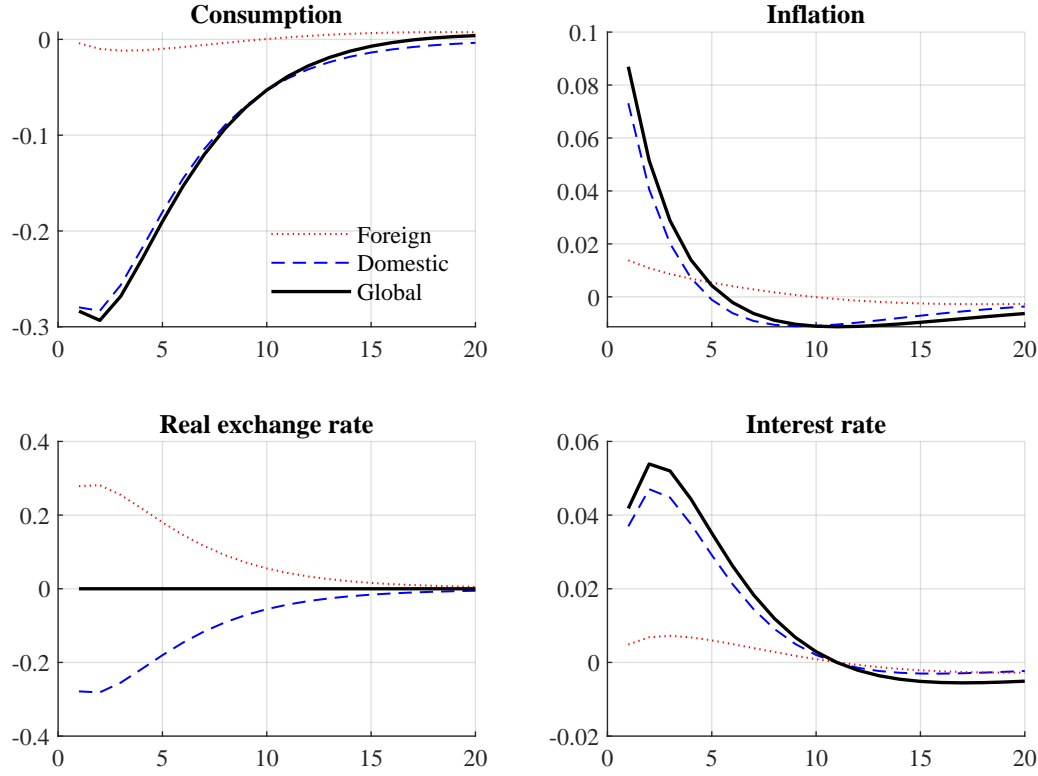 Consumption
0
-0.1
-0.2
-0.3
0 5 10 15 20
Foreign
Domestic
Global
Inflation
0.1
0.08
0.06
0.04
0.02
0
0 5 10 15 20
Real exchange rate
0.4
0.2
0
-0.2
-0.4
0 5 10 15 20
Interest rate
0.06
0.04
0.02
0
-0.02
0 5 10 15 20